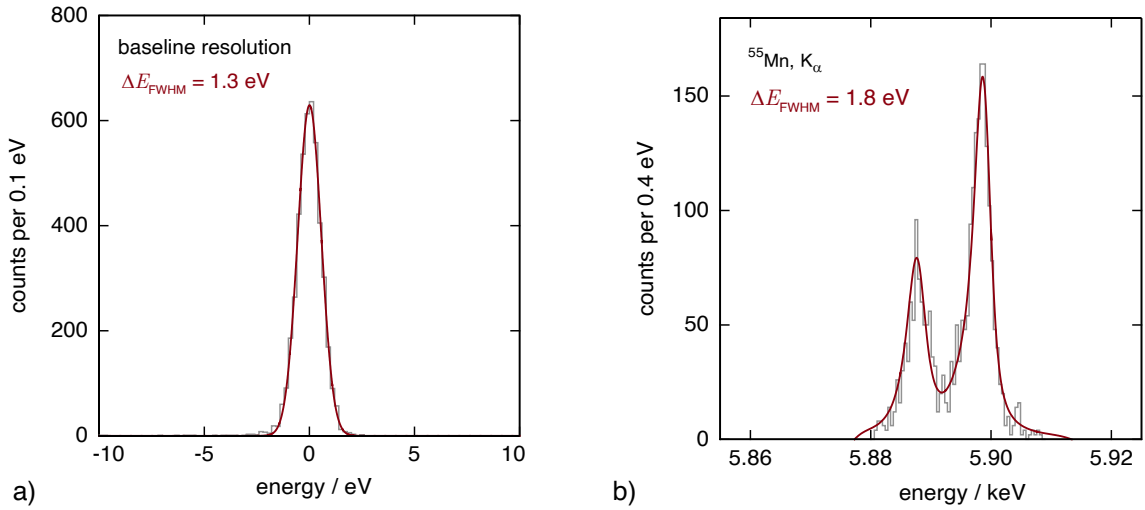 baseline resolution
ΔE_FWHM = 1.3 eV
counts per 0.1 eV
800
600
400
200
0
-10
-5
0
5
10
energy / eV
a)
⁵⁵Mn, K_α
ΔE_FWHM = 1.8 eV
counts per 0.4 eV
150
100
50
0
5.86
5.88
5.90
5.92
energy / keV
b)